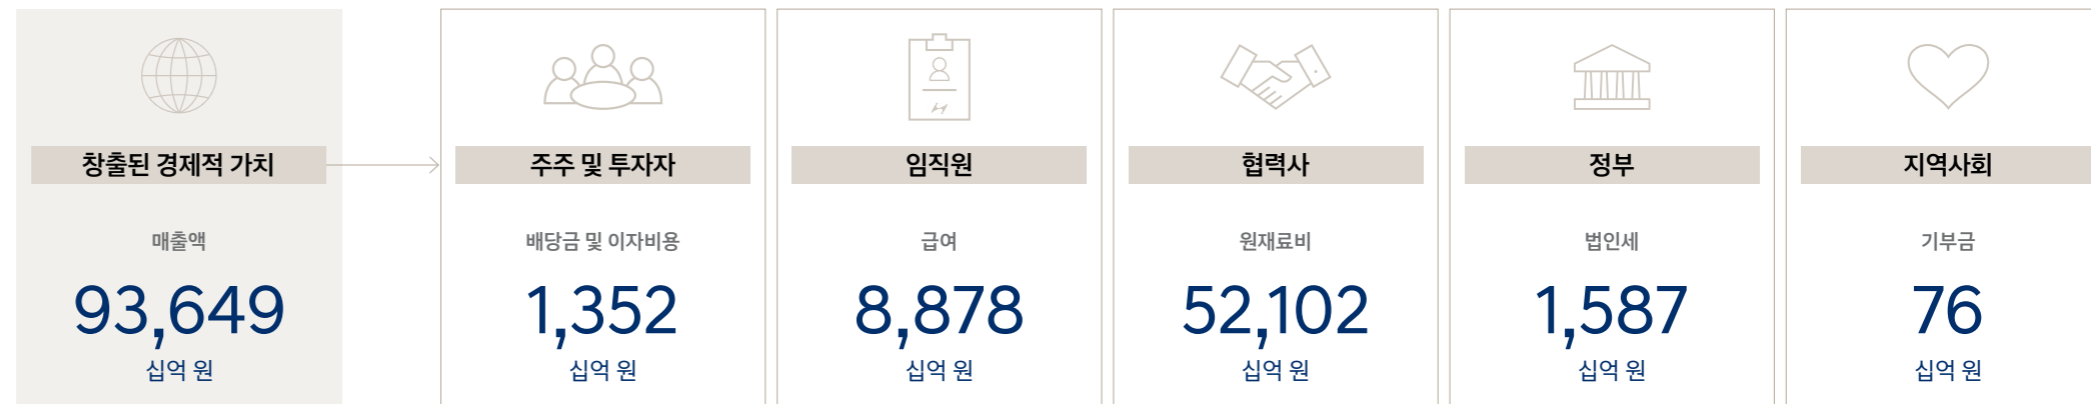 창출된 경제적 가치
매출액
93,649
십억 원
주주 및 투자자
배당금 및 이자비용
1,352
십억 원
임직원
급여
8,878
십억 원
협력사
원재료비
52,102
십억 원
정부
법인세
1,587
십억 원
지역사회
기부금
76
십억 원